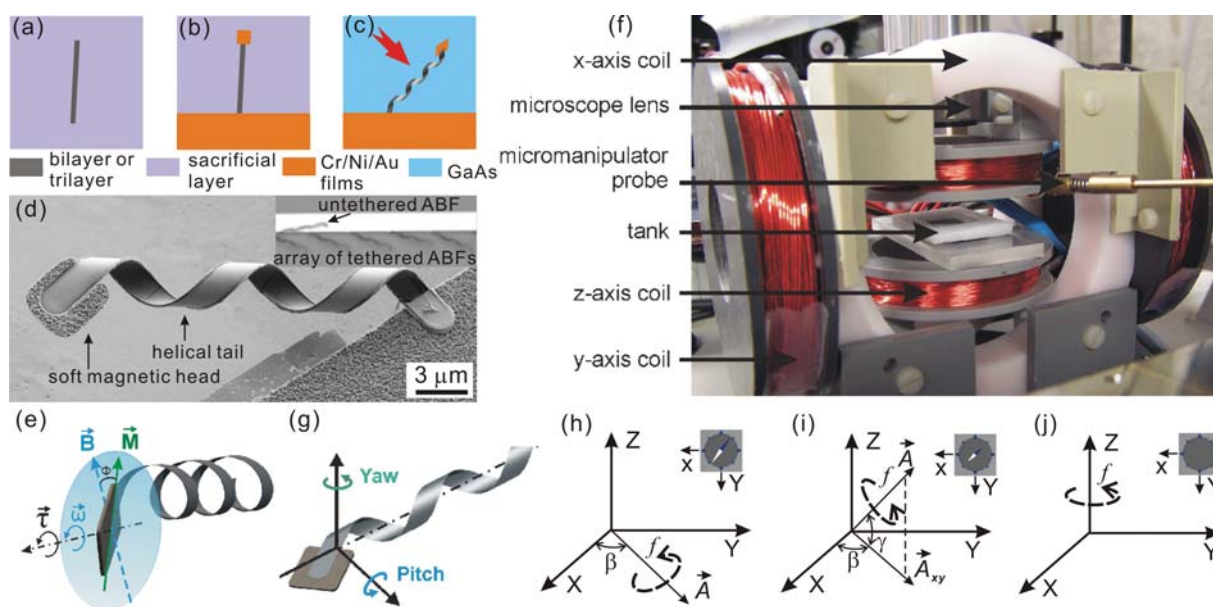 (a)
(b)
(c)
bilayer or trilayer
sacrificial layer
Cr/Ni/Au films
GaAs
(d)
untethered ABF
array of tethered ABFs
helical tail
soft magnetic head
3 μm
(f)
x-axis coil
microscope lens
micromanipulator probe
tank
z-axis coil
y-axis coil
(e)
B
M
Φ
τ
ω
(g)
Yaw
Pitch
(h)
Z
Y
X
β
f
A
x
Y
(i)
Z
Y
X
β
γ
f
A
A_xy
x
Y
(j)
Z
Y
X
f
x
Y